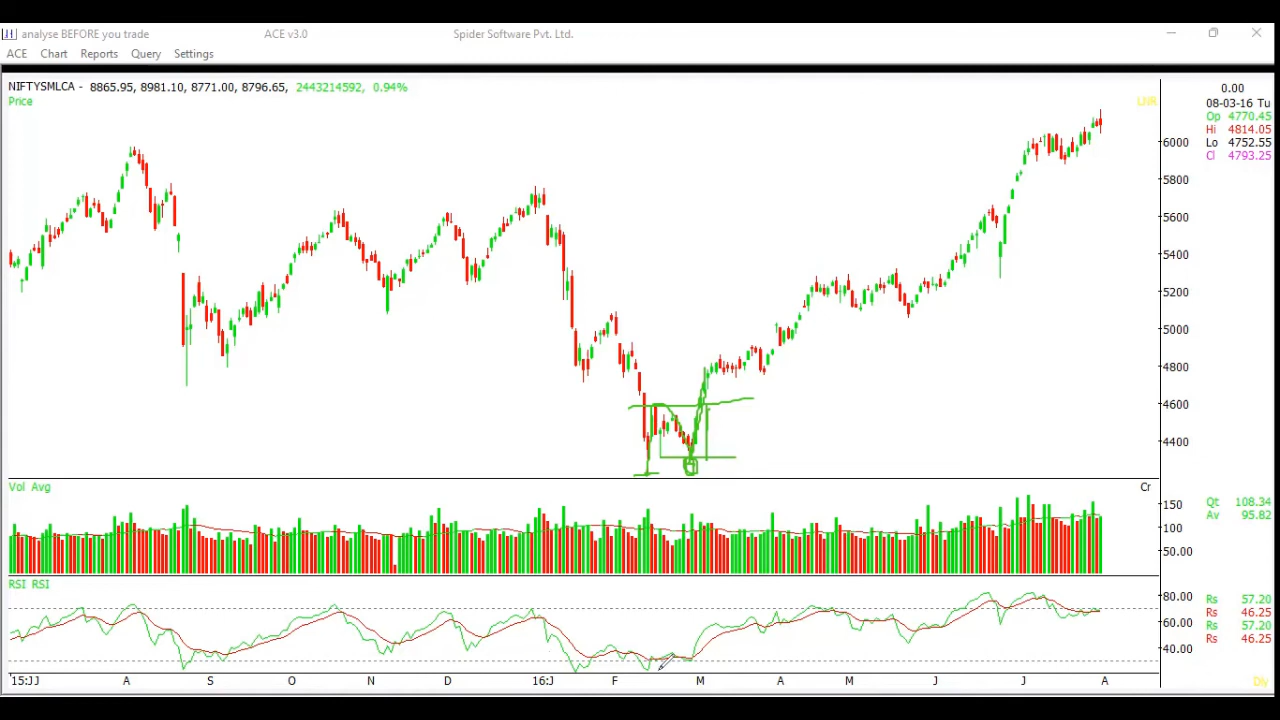 analyse BEFORE you trade ACE v3.0 Spider Software Pvt. Ltd.
ACE Chart Reports Query Settings
NIFTYSMLCA - 8865.95, 8981.10, 8771.00, 8796.65, 2443214592, 0.94%
Price
0.00
08-03-16 Tu
Op 4770.45
Hi 4814.05
Lo 4752.55
Cl 4793.25
6000
5800
5600
5400
5200
5000
4800
4600
4400
Vol Avg
Cr
150
100
50.00
Qt 108.34
Av 95.82
RSI RSI
80.00
60.00
40.00
Rs 57.20
Rs 46.25
Rs 57.20
Rs 46.25
15:JJ A S O N D 16:J F M A M J J A
Dly